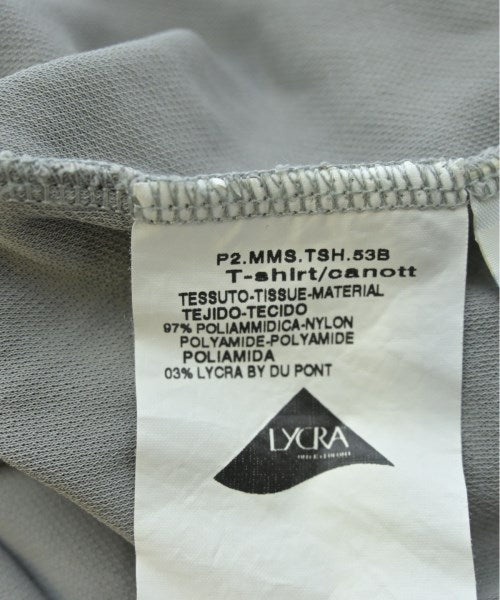 P2.MMS.TSH.53B
T-shirt/canott
TESSUTO-TISSUE-MATERIAL
TEJIDO-TECIDO
97% POLIAMMIDICA-NYLON
POLYAMIDE-POLYAMIDE
POLIAMIDA
03% LYCRA BY DU PONT
LYCRA